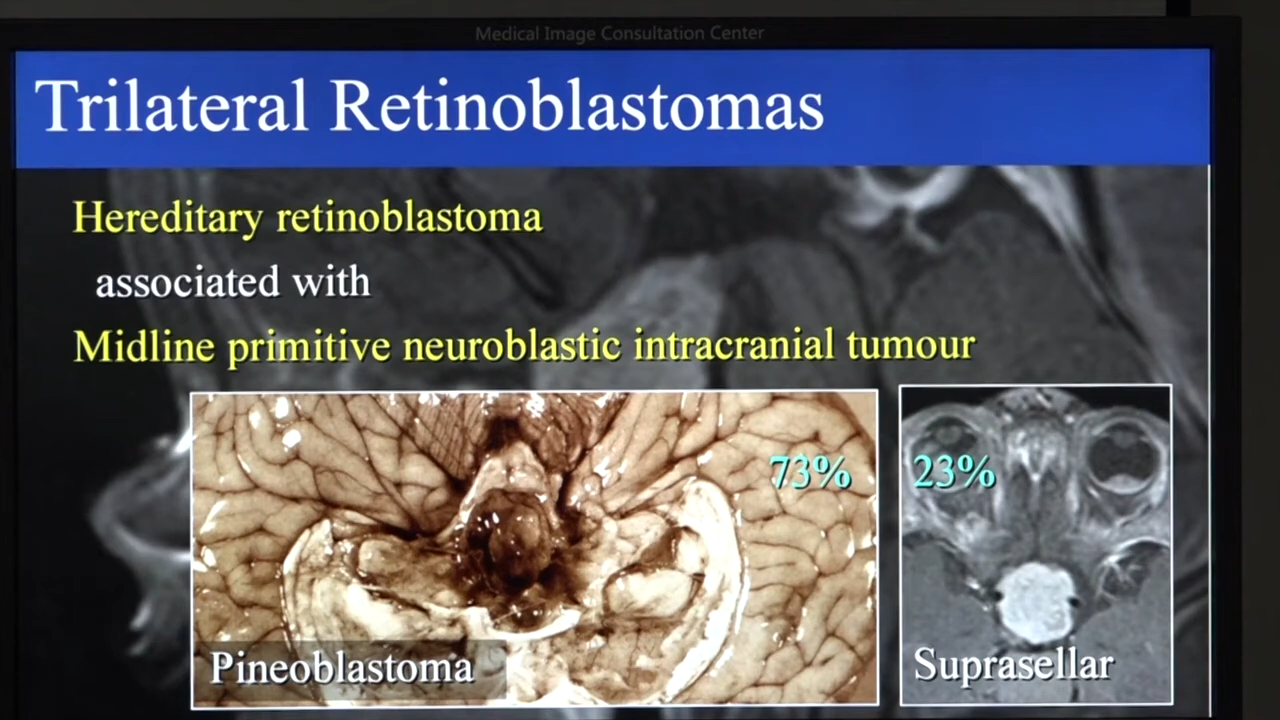 Medical Image Consultation Center
Trilateral Retinoblastomas
Hereditary retinoblastoma
associated with
Midline primitive neuroblastic intracranial tumour
73%
23%
Pineoblastoma
Suprasellar